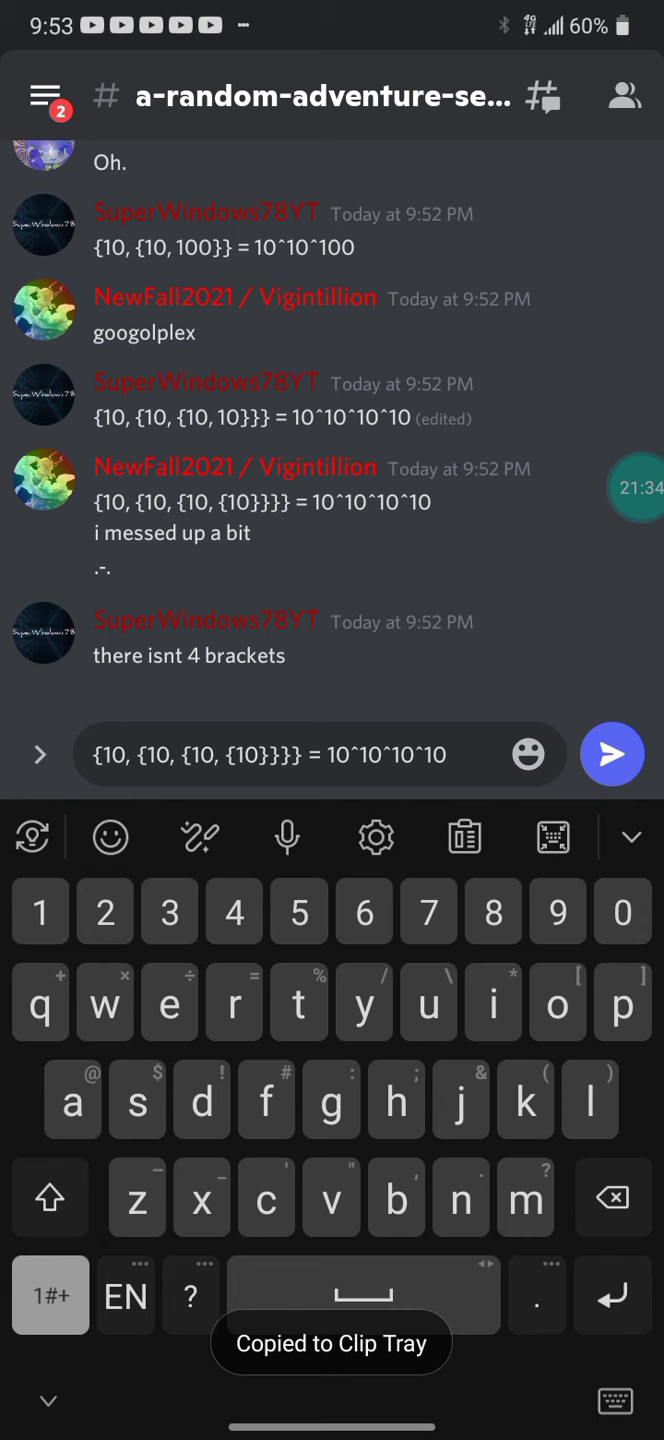 9:53
4G
60%
2
# a-random-adventure-se...
Oh.
SuperWindows78YT Today at 9:52 PM
{10, {10, 100}} = 10^10^100
NewFall2021 / Vigintillion Today at 9:52 PM
googolplex
SuperWindows78YT Today at 9:52 PM
{10, {10, {10, 10}}} = 10^10^10^10 (edited)
NewFall2021 / Vigintillion Today at 9:52 PM
{10, {10, {10, {10}}}} = 10^10^10^10
i messed up a bit
.-.
21:34
SuperWindows78YT Today at 9:52 PM
there isnt 4 brackets
{10, {10, {10, {10}}}} = 10^10^10^10
1 2 3 4 5 6 7 8 9 0
+ × ÷ = % / \ * [ ]
q w e r t y u i o p
@ $ ! # : ; & ( )
a s d f g h j k l
– _ ' " , . ?
z x c v b n m
1#+ EN ? .
Copied to Clip Tray